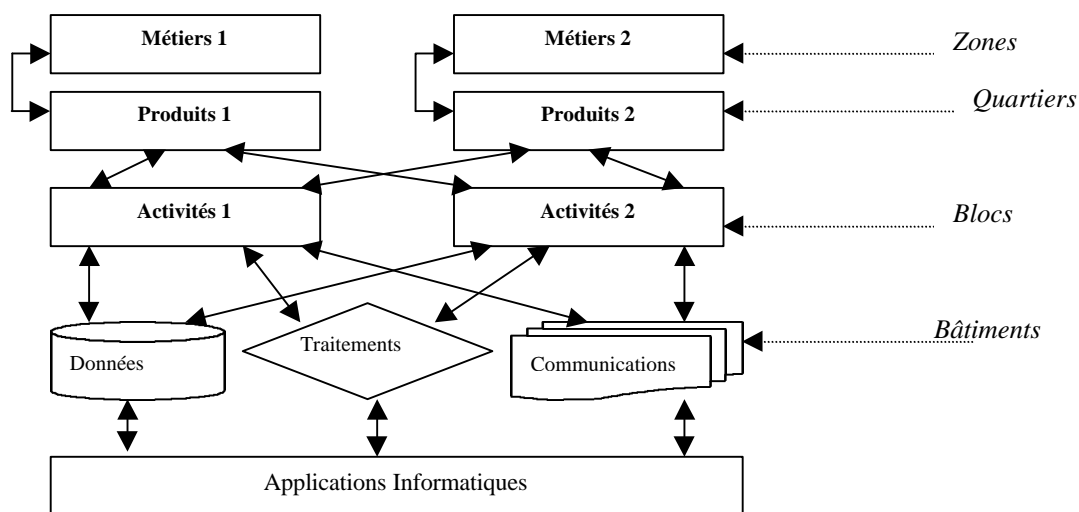 Métiers 1
Métiers 2
Zones
Produits 1
Produits 2
Quartiers
Activités 1
Activités 2
Blocs
Données
Traitements
Communications
Bâtiments
Applications Informatiques